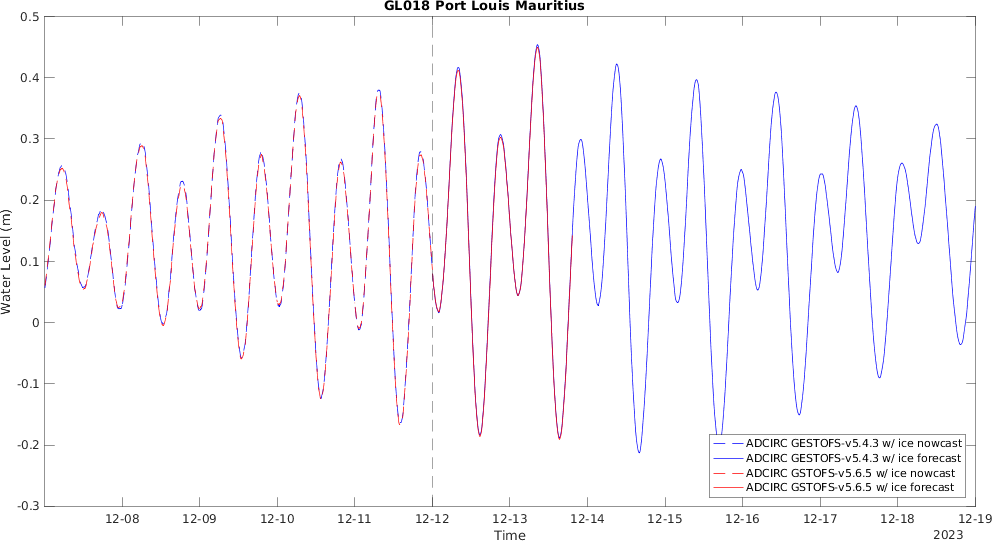 GL018 Port Louis Mauritius
0.5
0.4
0.3
0.2
0.1
0
-0.1
-0.2
-0.3
Water Level (m)
ADCIRC GESTOFS-v5.4.3 w/ ice nowcast
ADCIRC GESTOFS-v5.4.3 w/ ice forecast
ADCIRC GSTOFS-v5.6.5 w/ ice nowcast
ADCIRC GSTOFS-v5.6.5 w/ ice forecast
12-08 12-09 12-10 12-11 12-12 12-13 12-14 12-15 12-16 12-17 12-18 12-19
Time
2023